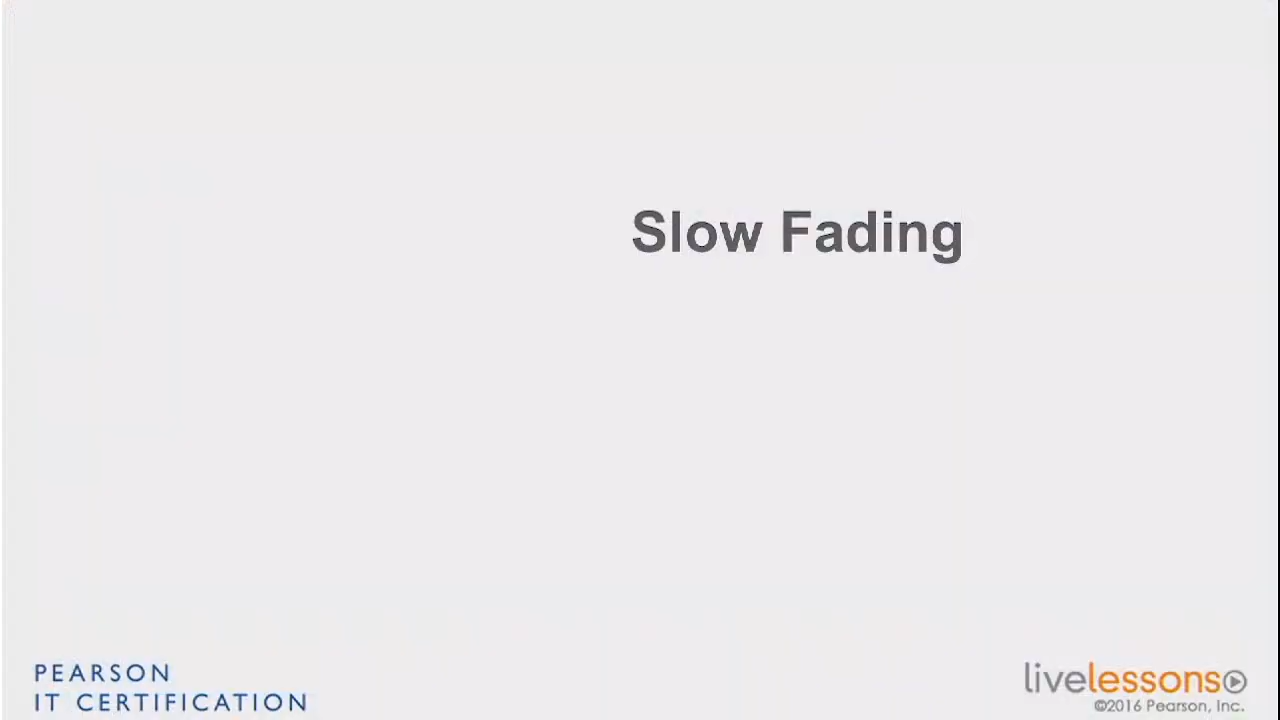 Slow Fading
PEARSON
IT CERTIFICATION
livelessons
©2016 Pearson, Inc.